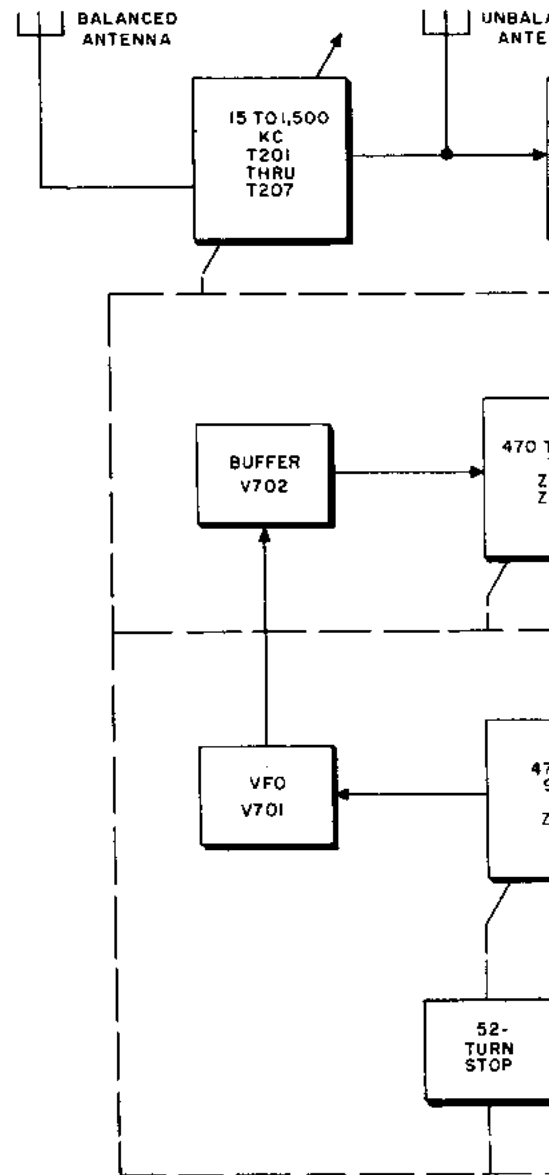 BALANCED
ANTENNA
UNBALA
ANTE
15 TO 1,500
KC
T201
THRU
T207
BUFFER
V702
470 T
Z
Z
VFO
V701
47
S
Z
52-
TURN
STOP